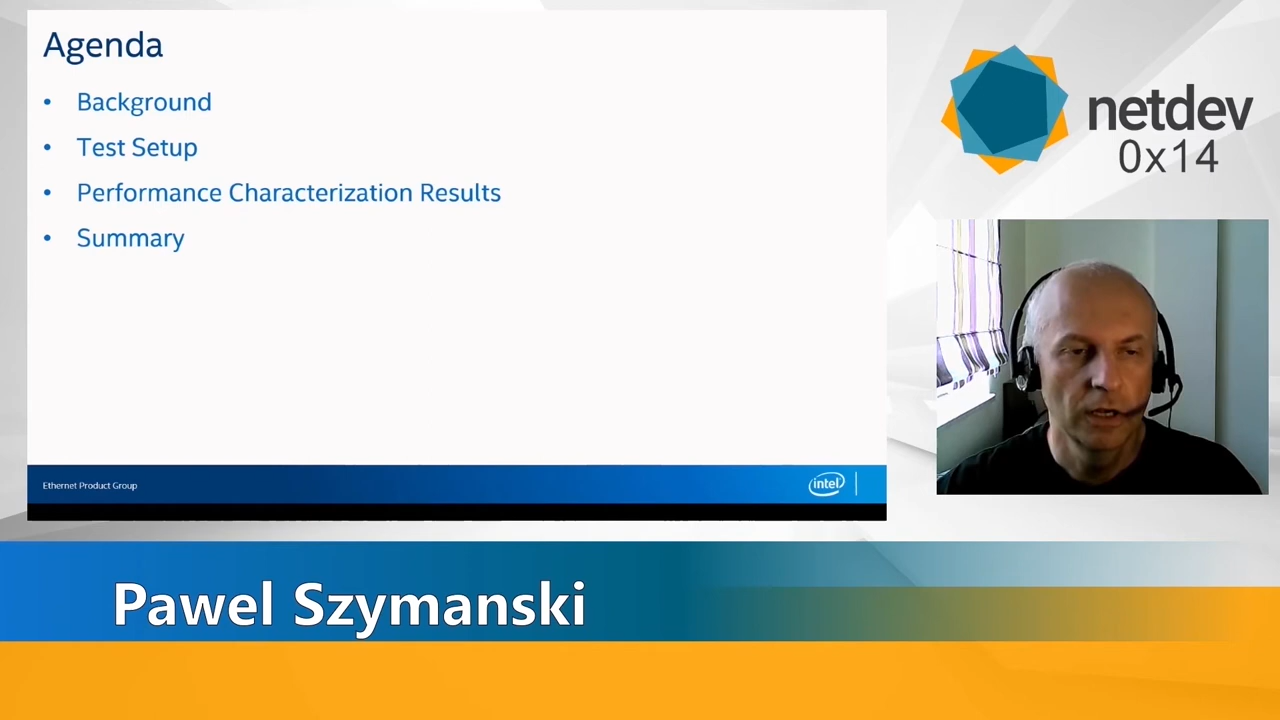 Agenda
• Background
• Test Setup
• Performance Characterization Results
• Summary
Ethernet Product Group
intel
netdev
0x14
Pawel Szymanski